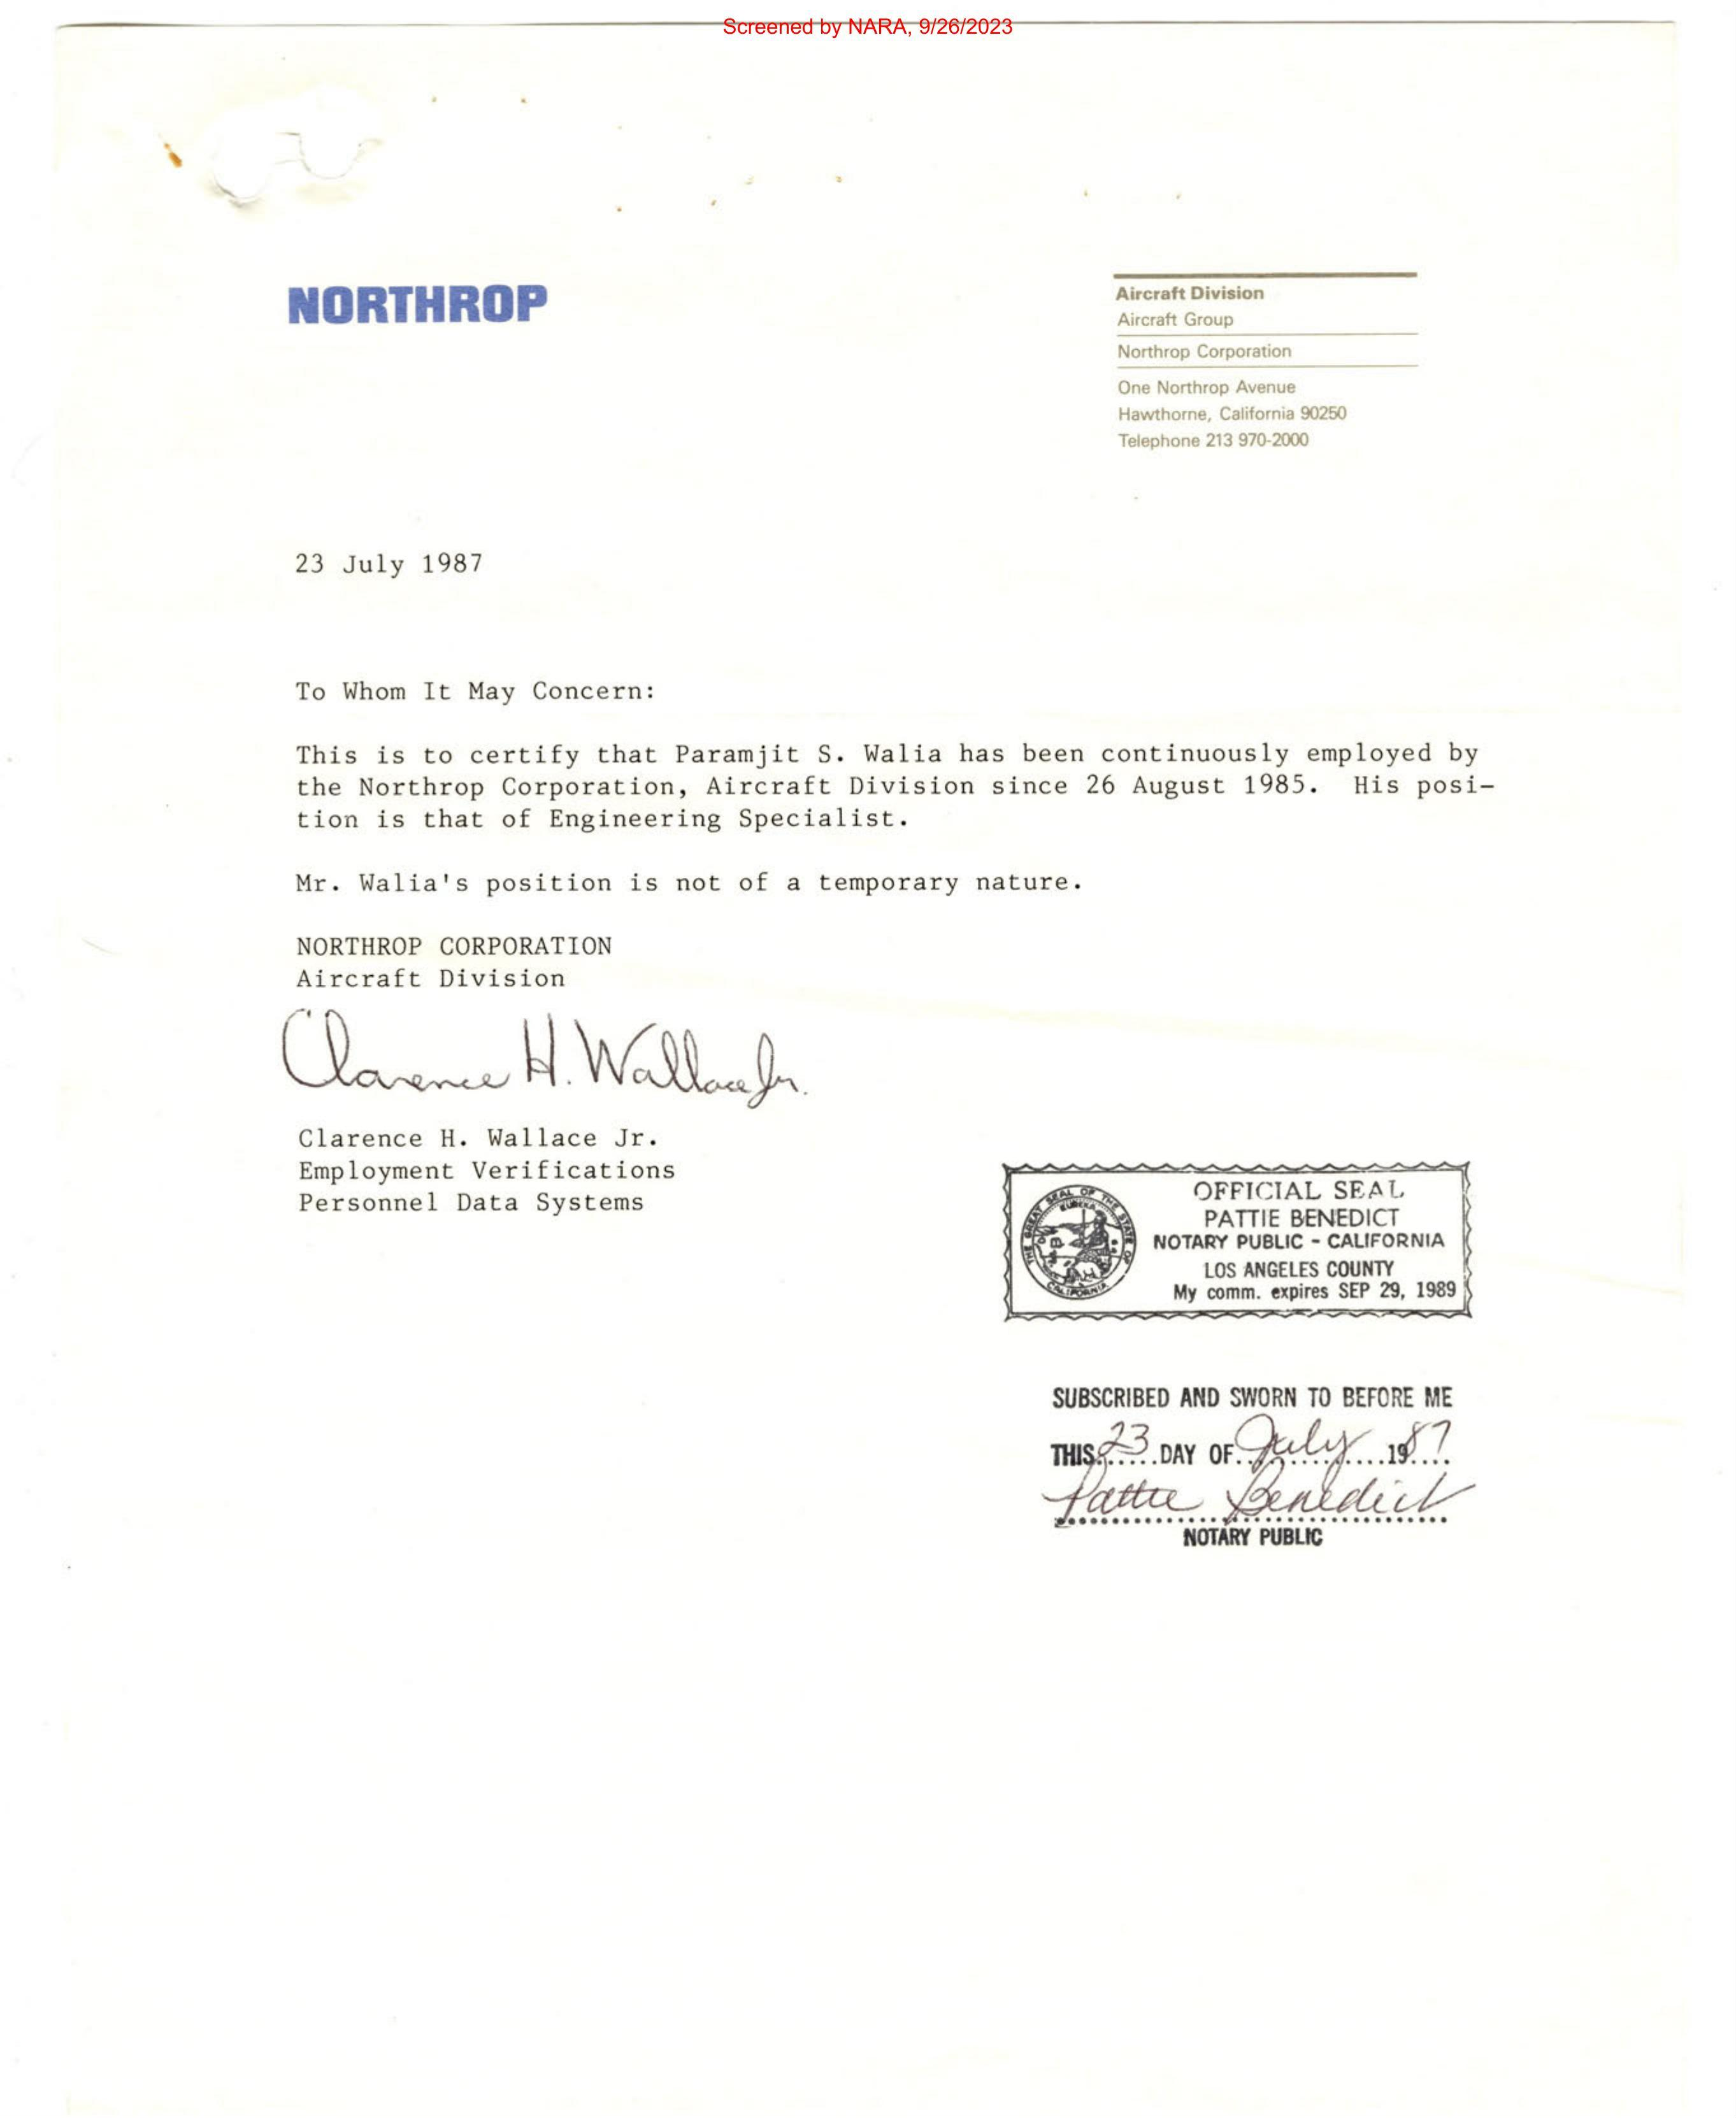 Screened by NARA, 9/26/2023
NORTHROP
Aircraft Division
Aircraft Group
Northrop Corporation
One Northrop Avenue
Hawthorne, California 90250
Telephone 213 970-2000
23 July 1987
To Whom It May Concern:
This is to certify that Paramjit S. Walia has been continuously employed by
the Northrop Corporation, Aircraft Division since 26 August 1985. His posi-
tion is that of Engineering Specialist.
Mr. Walia's position is not of a temporary nature.
NORTHROP CORPORATION
Aircraft Division
Clarence H. Wallace Jr.
Clarence H. Wallace Jr.
Employment Verifications
Personnel Data Systems
THE GREAT SEAL OF THE STATE OF CALIFORNIA
EUREKA
OFFICIAL SEAL
PATTIE BENEDICT
NOTARY PUBLIC - CALIFORNIA
LOS ANGELES COUNTY
My comm. expires SEP 29, 1989
SUBSCRIBED AND SWORN TO BEFORE ME
THIS 23 DAY OF July 1987
Pattie Benedict
NOTARY PUBLIC